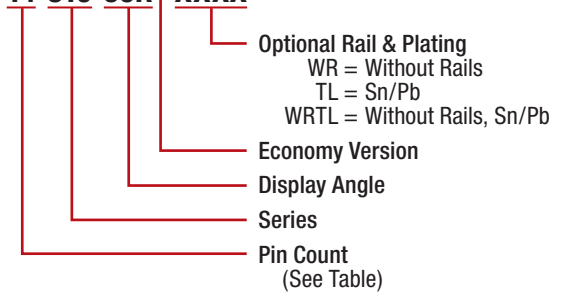 Optional Rail & Plating
WR = Without Rails
TL = Sn/Pb
WRTL = Without Rails, Sn/Pb
Economy Version
Display Angle
Series
Pin Count
(See Table)